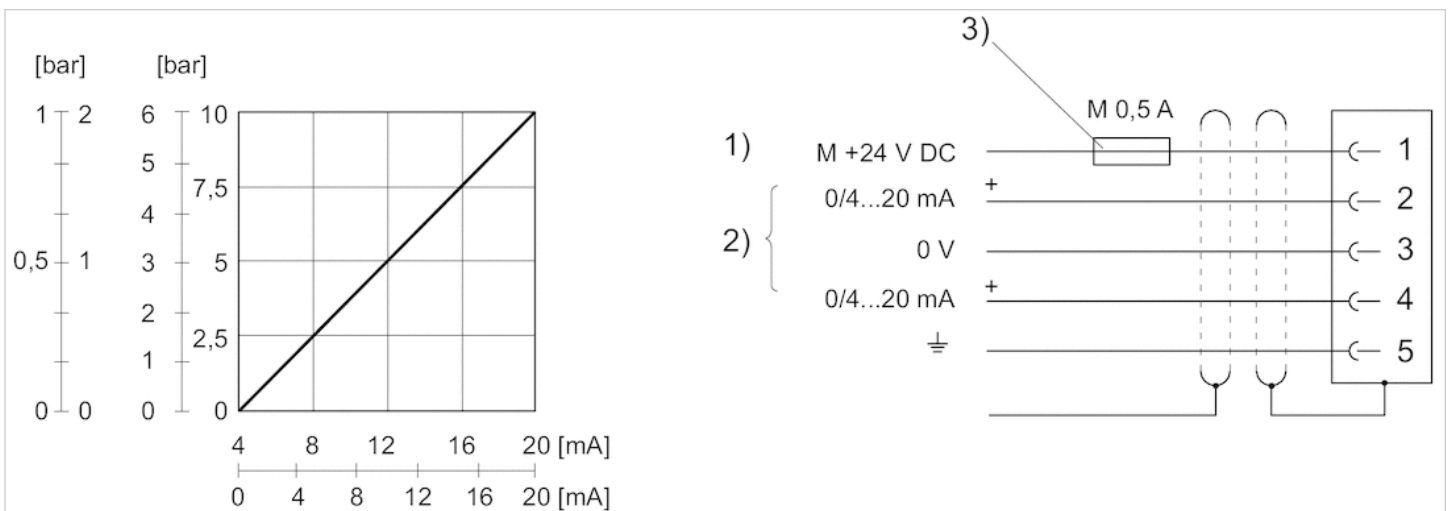 [bar] [bar]
1 2 6 10
5
7,5
4
0,5 1 3 5
2
2,5
1
0 0 0 0
4 8 12 16 20 [mA]
0 4 8 12 16 20 [mA]
3)
M 0,5 A
1) M +24 V DC 1
0/4...20 mA + 2
2)
0 V 3
0/4...20 mA + 4
5